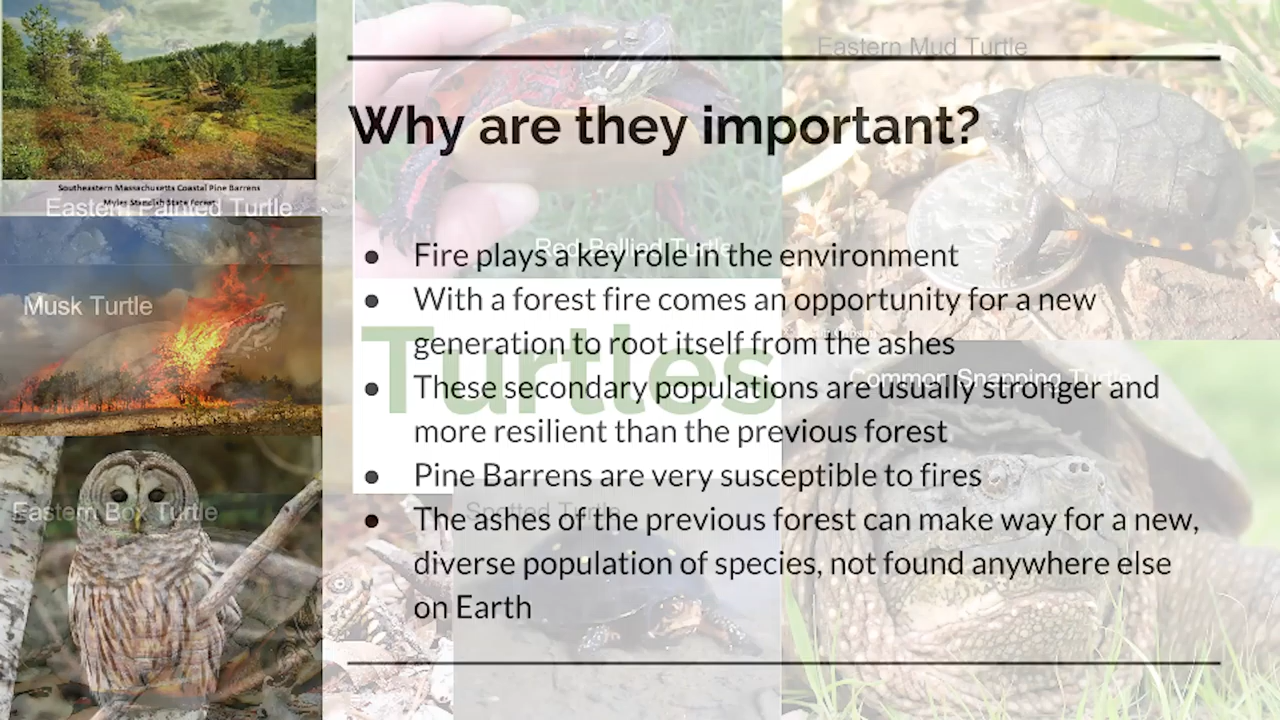 Eastern Mud Turtle
Why are they important?
Southeastern Massachusetts Coastal Pine Barrens
Myles Standish State Forest
Eastern Painted Turtle
Red-Bellied Turtle
Musk Turtle
Turtles
Common Snapping Turtle
Eastern Box Turtle
Spotted Turtle
● Fire plays a key role in the environment
● With a forest fire comes an opportunity for a new
generation to root itself from the ashes
● These secondary populations are usually stronger and
more resilient than the previous forest
● Pine Barrens are very susceptible to fires
● The ashes of the previous forest can make way for a new,
diverse population of species, not found anywhere else
on Earth